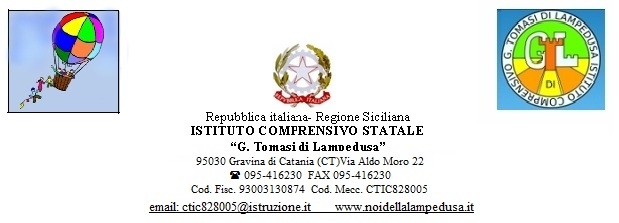 G. TOMASI DI LAMPEDUSA ISTITUTO COMPRENSIVO
GL
DI
REPUBBLICA ITALIANA
Repubblica italiana- Regione Siciliana
ISTITUTO COMPRENSIVO STATALE
“G. Tomasi di Lampedusa”
95030 Gravina di Catania (CT)Via Aldo Moro 22
☎ 095-416230 FAX 095-416230
Cod. Fisc. 93003130874 Cod. Mecc. CTIC828005
email: ctic828005@istruzione.it www.noidellalampedusa.it